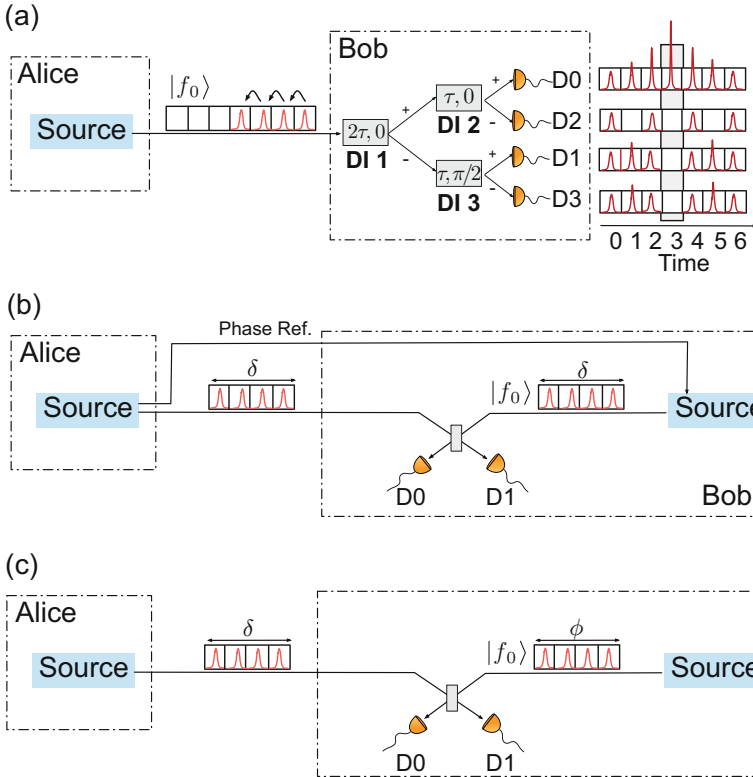 (a)
Alice
Source
|f₀⟩
Bob
2τ, 0
DI 1
+
-
τ, 0
DI 2
τ, π/2
DI 3
+
-
+
-
D0
D2
D1
D3
0 1 2 3 4 5 6
Time
(b)
Alice
Source
Phase Ref.
δ
|f₀⟩
δ
Source
D0
D1
Bob
(c)
Alice
Source
δ
|f₀⟩
ϕ
Source
D0
D1